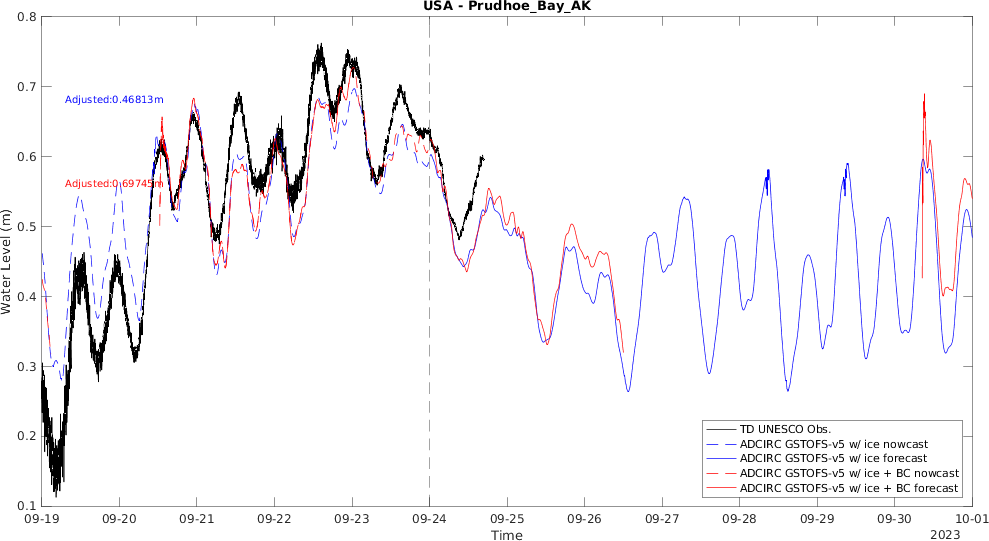 USA - Prudhoe_Bay_AK
0.8
0.7
0.6
0.5
0.4
0.3
0.2
0.1
Water Level (m)
Adjusted:0.46813m
Adjusted:0.69745m
TD UNESCO Obs.
ADCIRC GSTOFS-v5 w/ ice nowcast
ADCIRC GSTOFS-v5 w/ ice forecast
ADCIRC GSTOFS-v5 w/ ice + BC nowcast
ADCIRC GSTOFS-v5 w/ ice + BC forecast
09-19 09-20 09-21 09-22 09-23 09-24 09-25 09-26 09-27 09-28 09-29 09-30 10-01
Time
2023